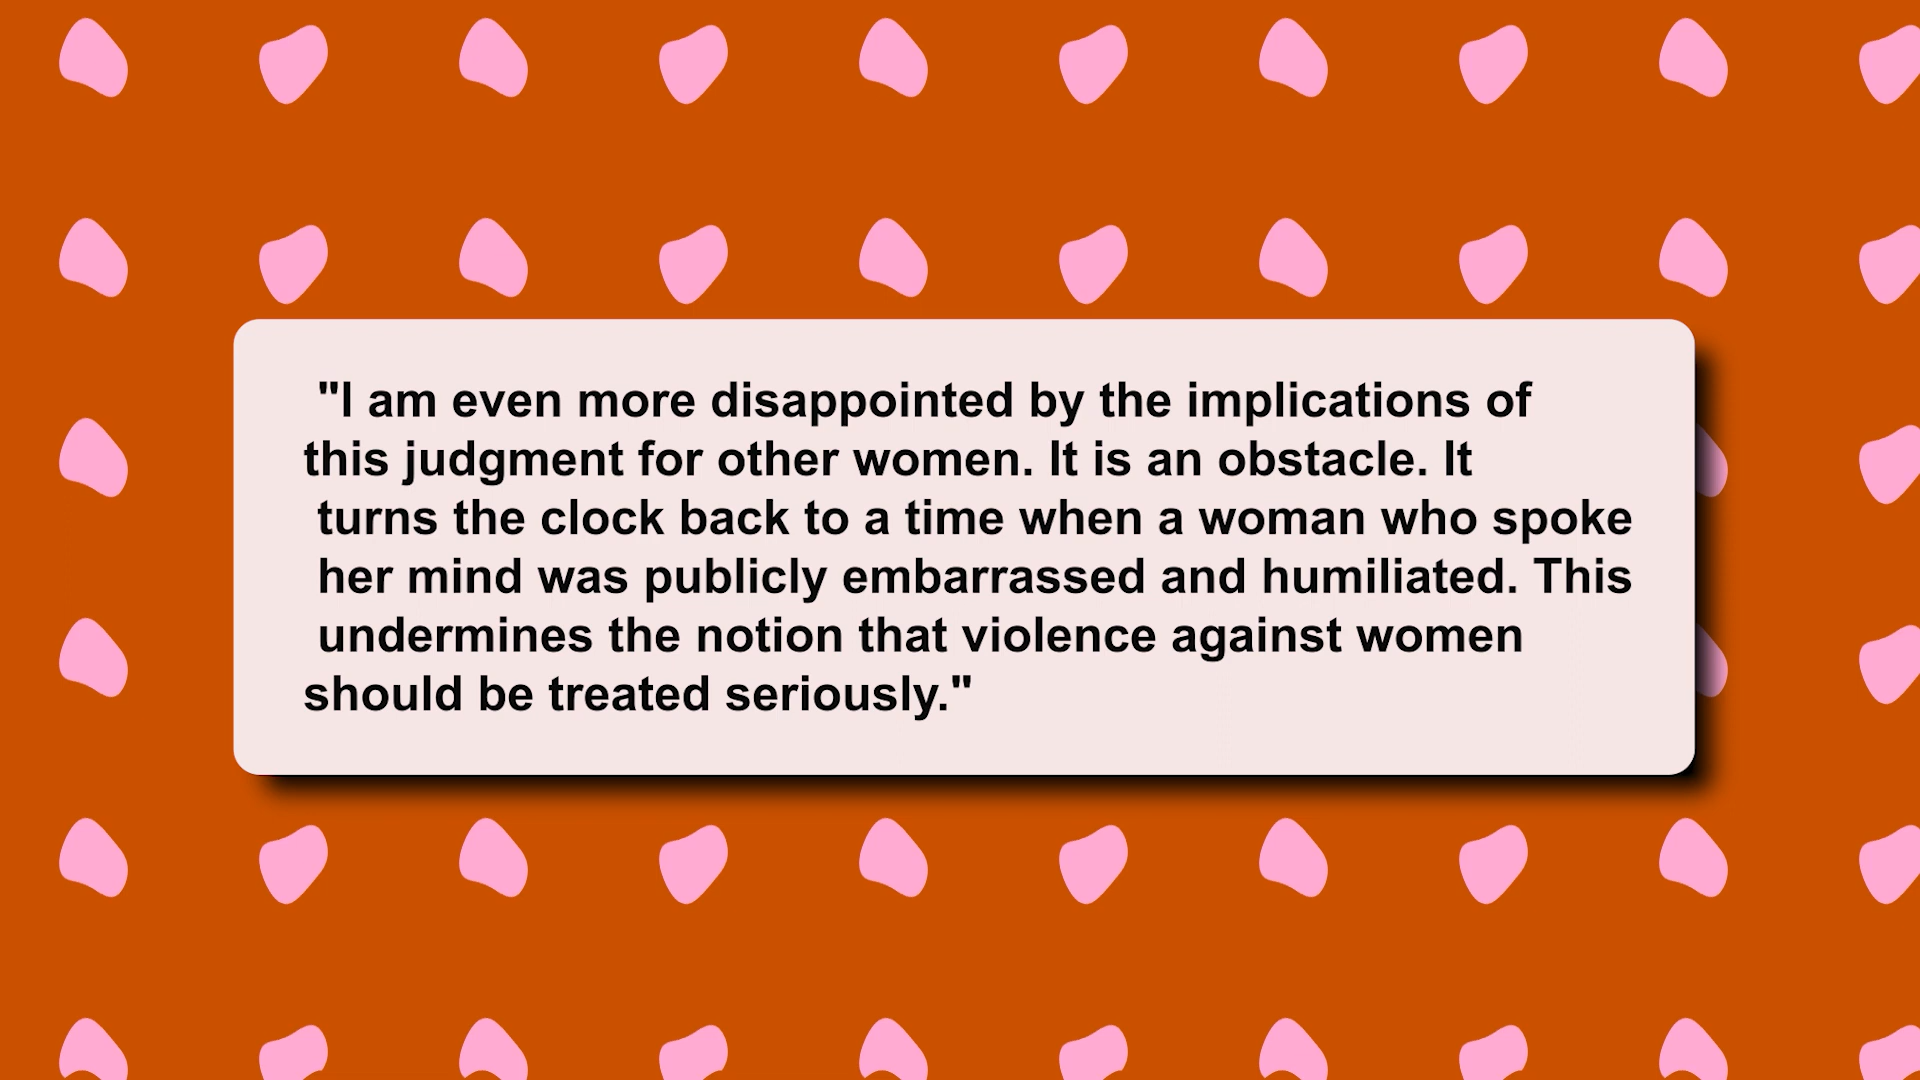 "I am even more disappointed by the implications of
this judgment for other women. It is an obstacle. It
turns the clock back to a time when a woman who spoke
her mind was publicly embarrassed and humiliated. This
undermines the notion that violence against women
should be treated seriously."